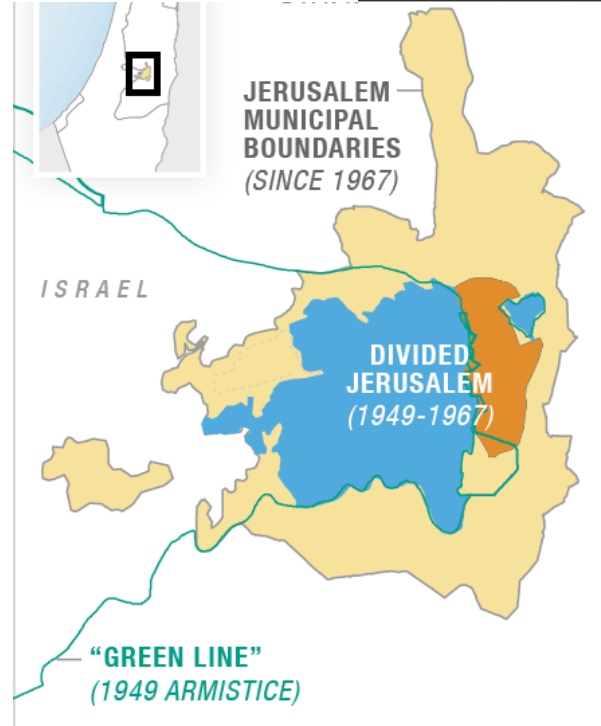 JERUSALEM
MUNICIPAL
BOUNDARIES
(SINCE 1967)
ISRAEL
DIVIDED
JERUSALEM
(1949-1967)
“GREEN LINE”
(1949 ARMISTICE)